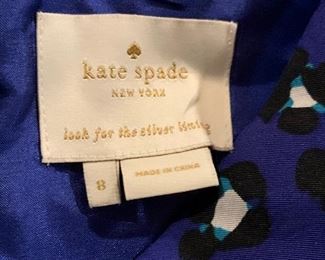 kate spade
NEW YORK
look for the silver lining
8
MADE IN CHINA